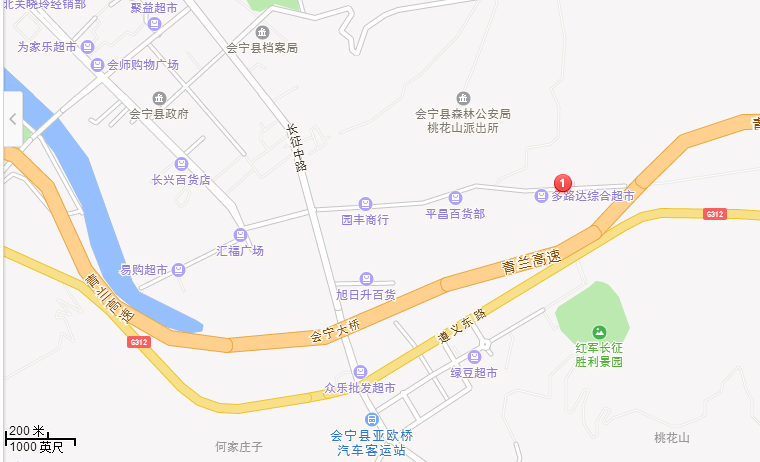 北关晓玲经销部
聚益超市
为家乐超市
会宁县档案局
会师购物广场
会宁县政府
会宁县森林公安局
桃花山派出所
青
长征中路
长兴百货店
1
多路达综合超市
园丰商行
平昌百货部
G312
汇福广场
易购超市
青兰高速
旭日升百货
青兰高速
会宁大桥
遵义东路
G312
红军长征
胜利景园
绿豆超市
众乐批发超市
会宁县亚欧桥
汽车客运站
何家庄子
桃花山
200 米
1000 英尺